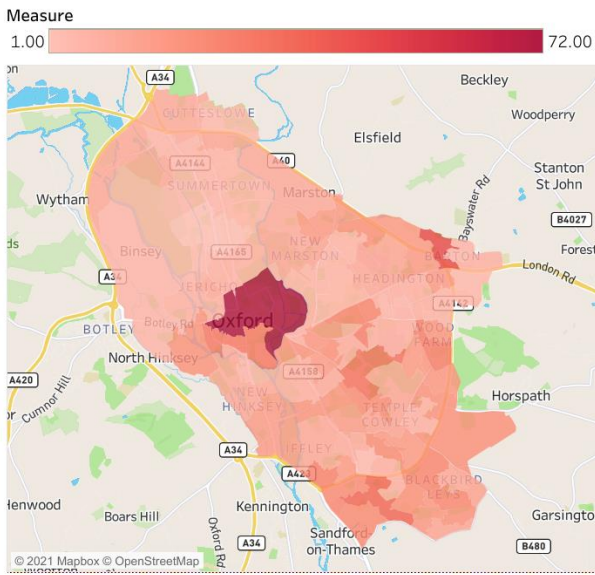 Measure
1.00 72.00
on
A34
Beckley
CUTTESLOWE
Woodperry
Elsfield
A4144
A40
Stanton
St John
SUMMERTOWN
Marston
Bayswater Rd
Wytham
B4027
ds
Binsey
A4165
NEW
MARSTON
BARTON
Forest
London Rd
A34
JERICHO
HEADINGTON
A4142
BOTLEY
Botley Rd
Oxford
WOOD
FARM
North Hinksey
A420
Cumnor Hill
A4158
Horspath
or
NEW
HINKSEY
TEMPLE
COWLEY
A34
IFFLEY
A423
BLACKBIRD
LEYS
Henwood
Boars Hill
Oxford Rd
Kennington
Garsington
Sandford-
on-Thames
A34
B480
© 2021 Mapbox © OpenStreetMap